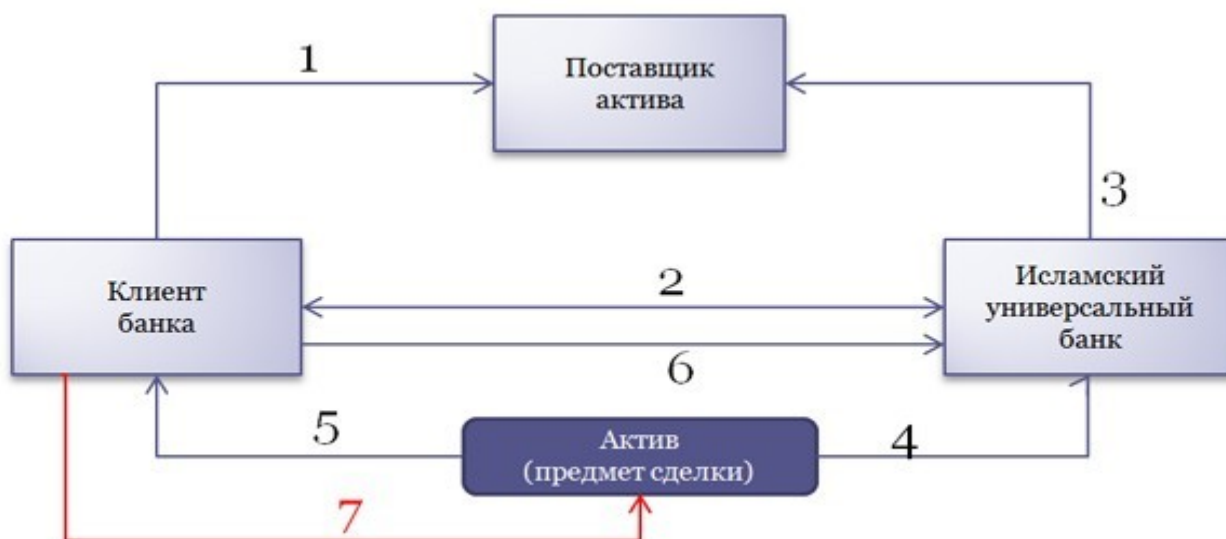 1
Поставщик
актива
3
Клиент
банка
2
Исламский
универсальный
банк
6
5
Актив
(предмет сделки)
4
7